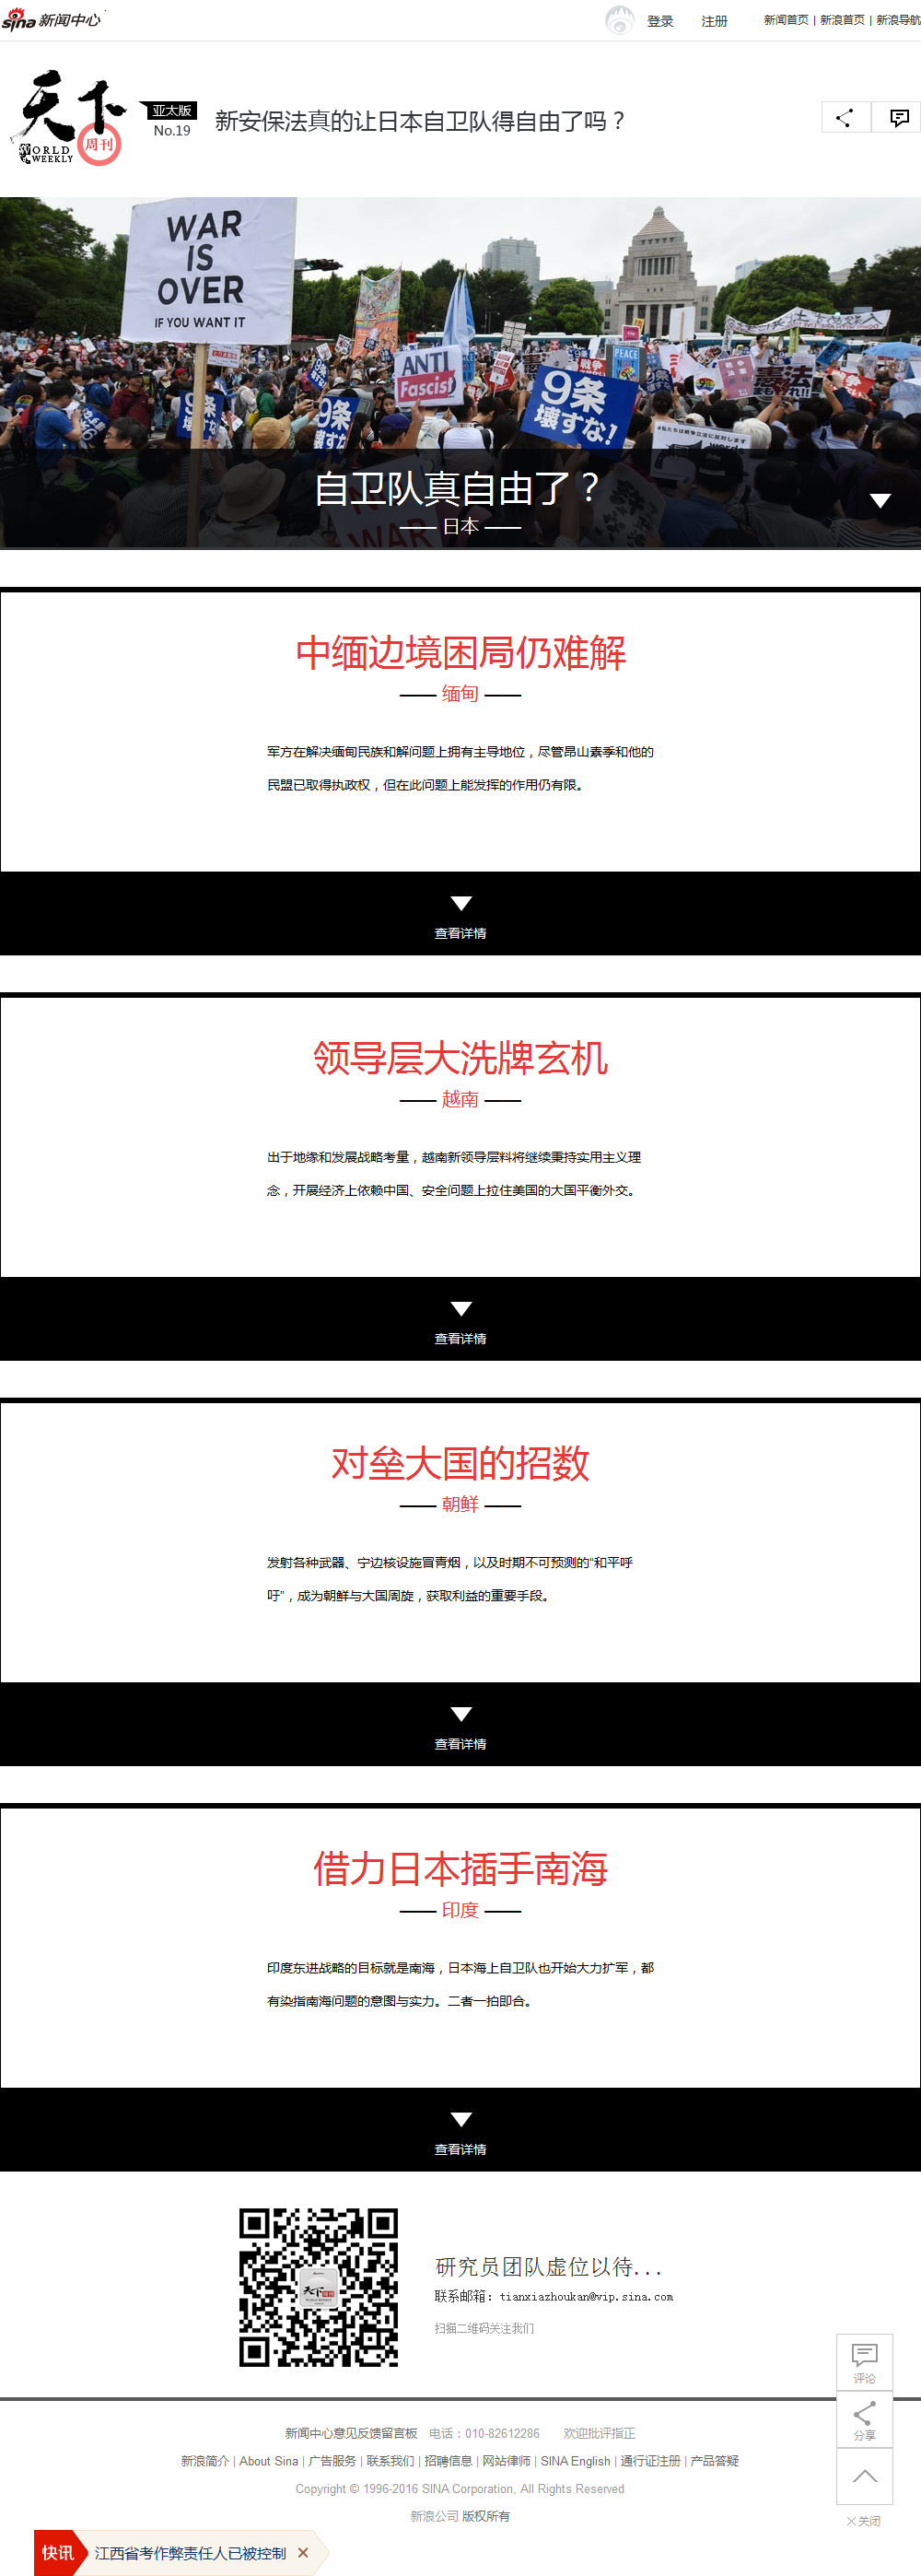 sina 新闻中心
登录 注册 新闻首页 | 新浪首页 | 新浪导航
天下 周刊 WORLD WEEKLY
亚太版
No.19
新安保法真的让日本自卫队得自由了吗？
WAR
IS
OVER
IF YOU WANT IT
ANTI
Fascist
PEACE
9条
壊すな!
9条
壊すな!
憲法
自卫队真自由了？
日本
中缅边境困局仍难解
缅甸
军方在解决缅甸民族和解问题上拥有主导地位，尽管昂山素季和他的
民盟已取得执政权，但在此问题上能发挥的作用仍有限。
查看详情
领导层大洗牌玄机
越南
出于地缘和发展战略考量，越南新领导层料将继续秉持实用主义理
念，开展经济上依赖中国、安全问题上拉住美国的大国平衡外交。
查看详情
对垒大国的招数
朝鲜
发射各种武器、宁边核设施冒青烟，以及时期不可预测的“和平呼
吁”，成为朝鲜与大国周旋，获取利益的重要手段。
查看详情
借力日本插手南海
印度
印度东进战略的目标就是南海，日本海上自卫队也开始大力扩军，都
有染指南海问题的意图与实力。二者一拍即合。
查看详情
研究员团队虚位以待...
联系邮箱：tianxiazhoukan@vip.sina.com
扫描二维码关注我们
评论
分享
关闭
新闻中心意见反馈留言板 电话：010-82612286 欢迎批评指正
新浪简介 | About Sina | 广告服务 | 联系我们 | 招聘信息 | 网站律师 | SINA English | 通行证注册 | 产品答疑
Copyright © 1996-2016 SINA Corporation, All Rights Reserved
新浪公司 版权所有
快讯 江西省考作弊责任人已被控制